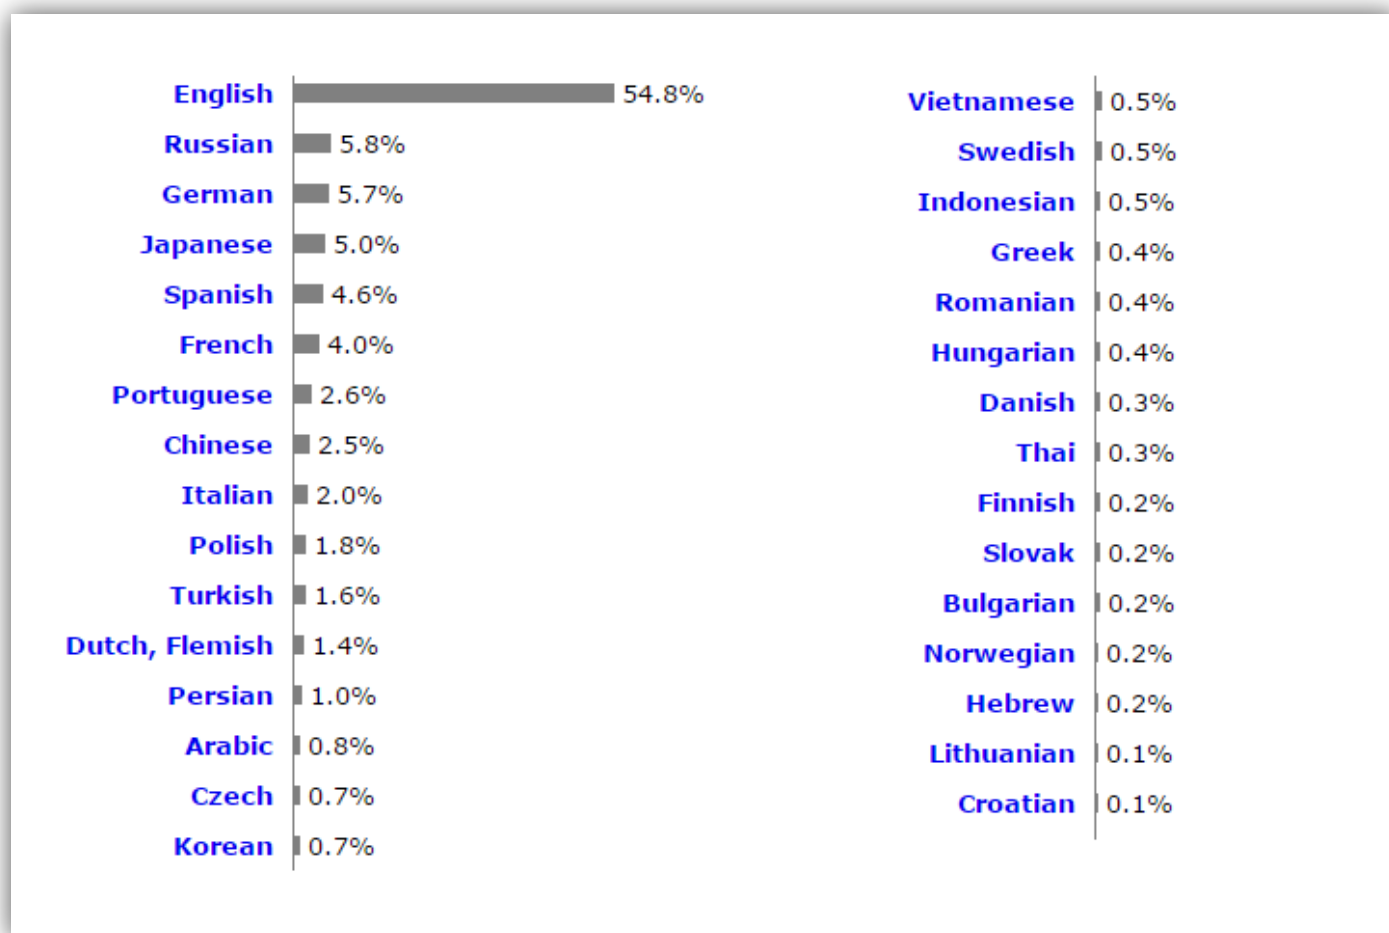 English 54.8%
Russian 5.8%
German 5.7%
Japanese 5.0%
Spanish 4.6%
French 4.0%
Portuguese 2.6%
Chinese 2.5%
Italian 2.0%
Polish 1.8%
Turkish 1.6%
Dutch, Flemish 1.4%
Persian 1.0%
Arabic 0.8%
Czech 0.7%
Korean 0.7%
Vietnamese 0.5%
Swedish 0.5%
Indonesian 0.5%
Greek 0.4%
Romanian 0.4%
Hungarian 0.4%
Danish 0.3%
Thai 0.3%
Finnish 0.2%
Slovak 0.2%
Bulgarian 0.2%
Norwegian 0.2%
Hebrew 0.2%
Lithuanian 0.1%
Croatian 0.1%